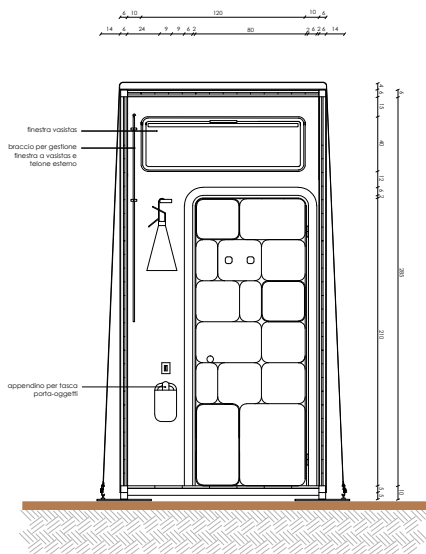 6 10 120 10 6
14 6 24 9 9 6 2 80 2 6 2 6 14
finestra vasistas
braccio per gestione
finestra a vasistas e
telone esterno
appendino per tasca
porta-oggetti
4 15 40 12 6 2 210 5 5
6 285 10